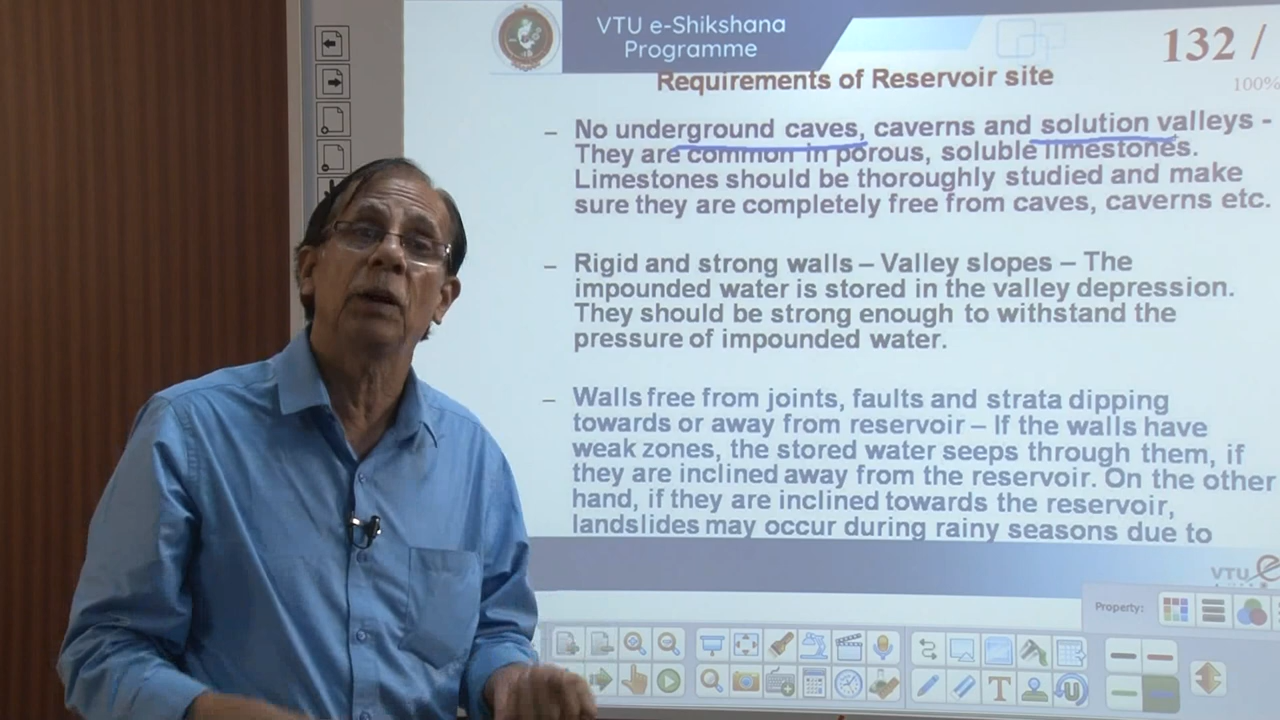 VTU e-Shikshana
Programme
132 /
100%
Requirements of Reservoir site
– No underground caves, caverns and solution valleys -
They are common in porous, soluble limestones.
Limestones should be thoroughly studied and make
sure they are completely free from caves, caverns etc.
– Rigid and strong walls – Valley slopes – The
impounded water is stored in the valley depression.
They should be strong enough to withstand the
pressure of impounded water.
– Walls free from joints, faults and strata dipping
towards or away from reservoir – If the walls have
weak zones, the stored water seeps through them, if
they are inclined away from the reservoir. On the other
hand, if they are inclined towards the reservoir,
landslides may occur during rainy seasons due to
VTU e
Property: